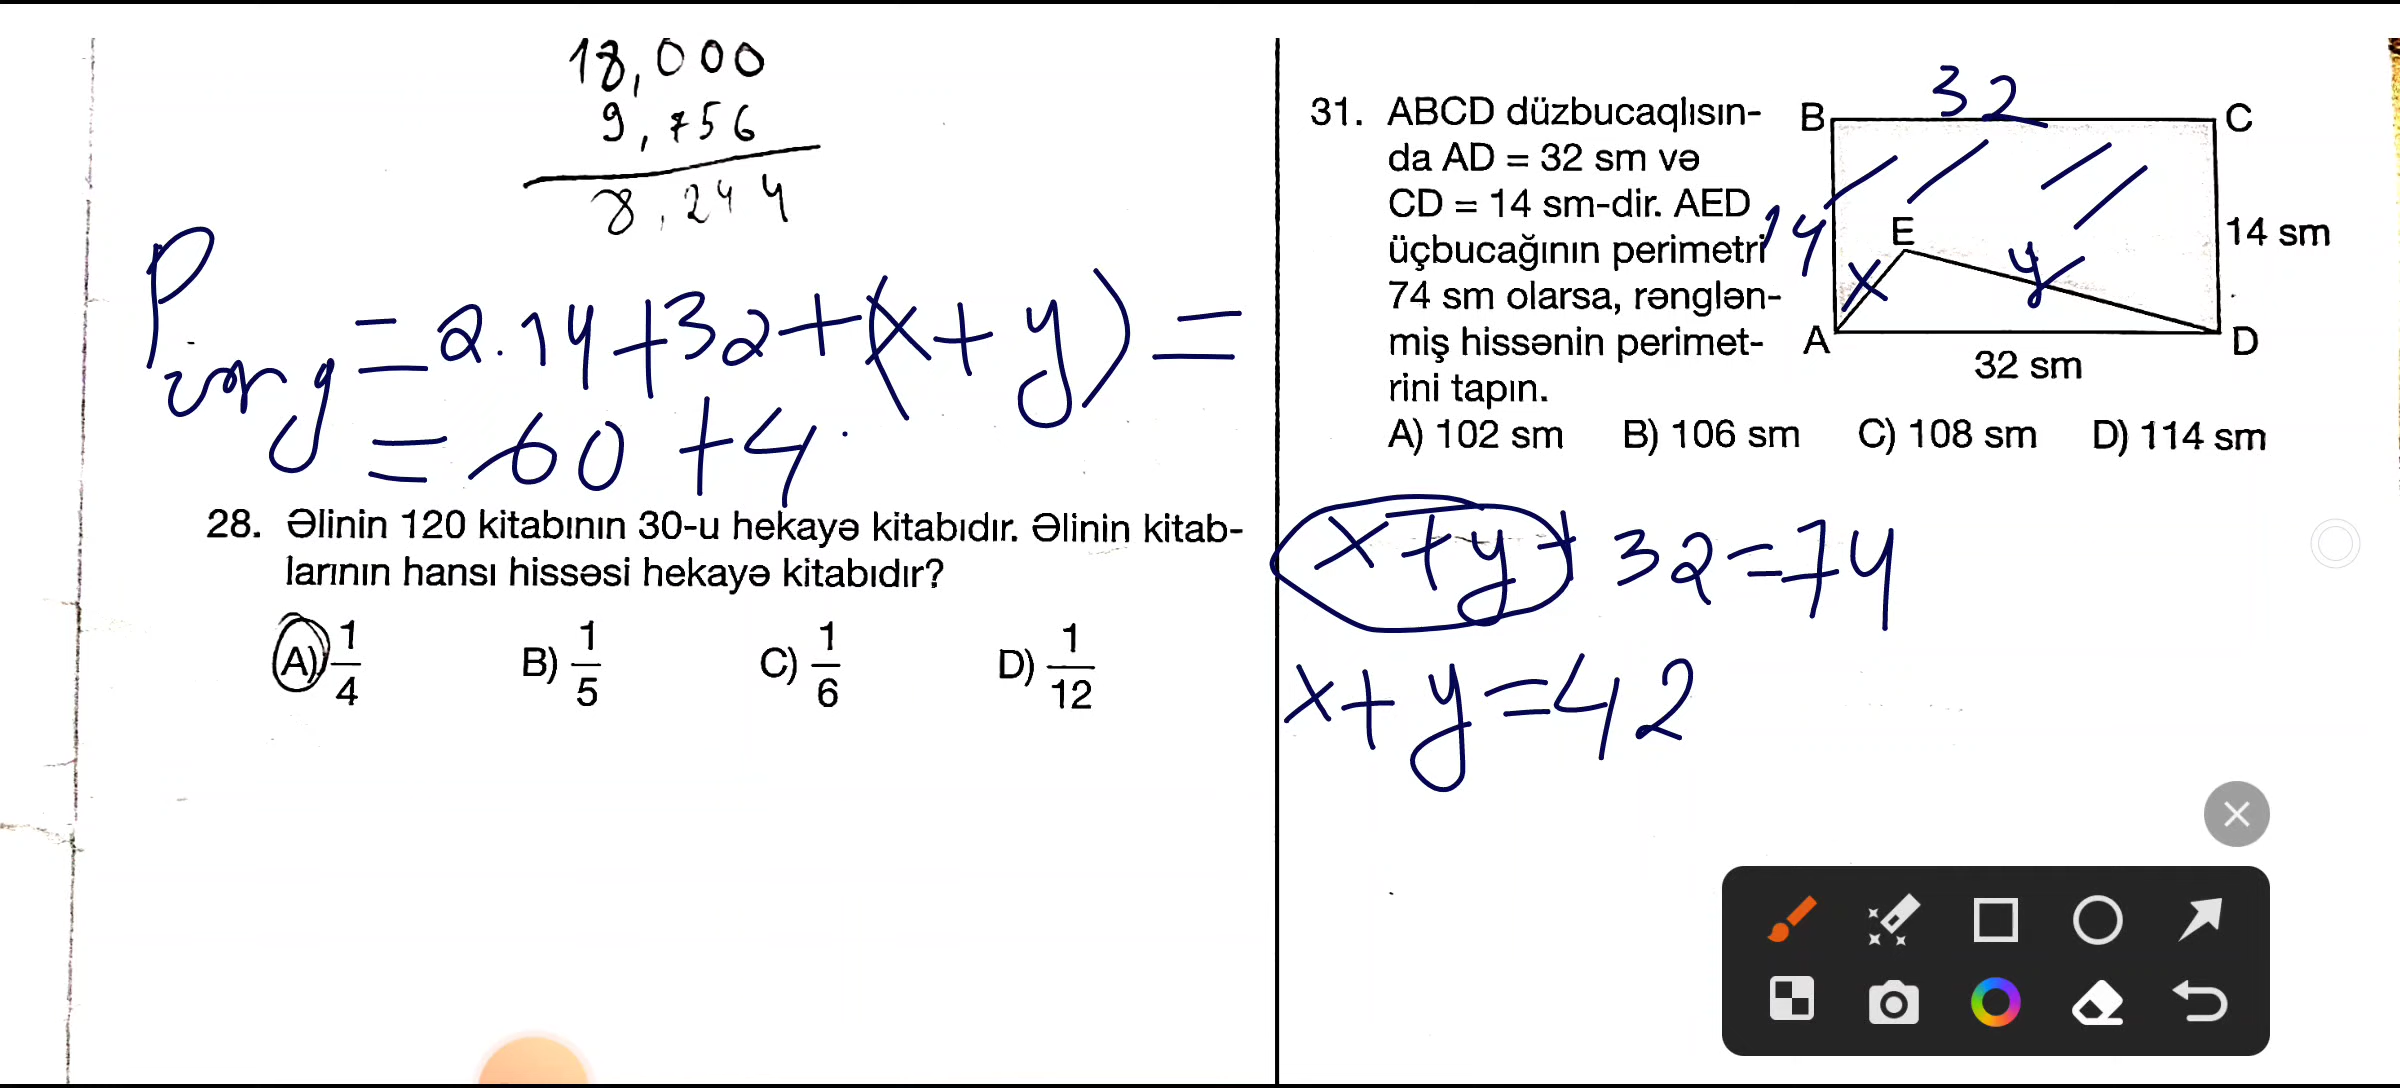 18,000
9,756
8,244
P rəng = 2.14+32+(x+y) =
= 60 +4
28. Əlinin 120 kitabının 30-u hekayə kitabıdır. Əlinin kitab-
larının hansı hissəsi hekayə kitabıdır?
A) 1/4 B) 1/5 C) 1/6 D) 1/12
31. ABCD düzbucaqlısın-
da AD = 32 sm və
CD = 14 sm-dir. AED
üçbucağının perimetri
74 sm olarsa, rənglən-
miş hissənin perimet-
rini tapın.
32
B C
14 E 14 sm
x y
A D
32 sm
A) 102 sm B) 106 sm C) 108 sm D) 114 sm
x+y+32=74
x+y=42